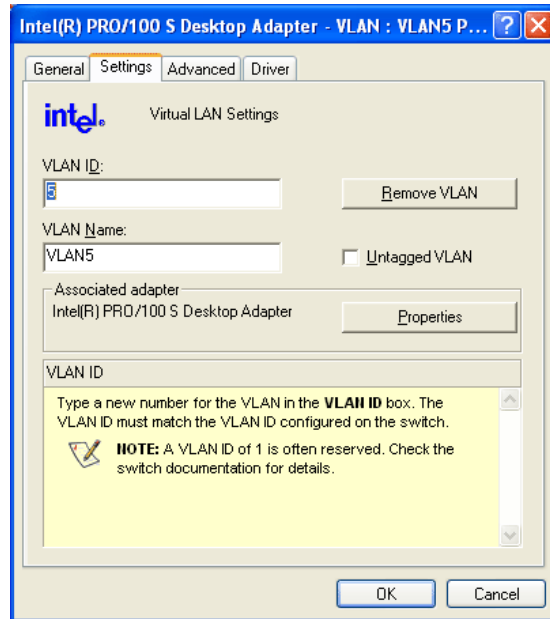 Intel(R) PRO/100 S Desktop Adapter - VLAN : VLAN5 P...
General Settings Advanced Driver
intel. Virtual LAN Settings
VLAN ID:
5
Remove VLAN
VLAN Name:
VLAN5
Untagged VLAN
Associated adapter
Intel(R) PRO/100 S Desktop Adapter
Properties
VLAN ID
Type a new number for the VLAN in the VLAN ID box. The
VLAN ID must match the VLAN ID configured on the switch.
NOTE: A VLAN ID of 1 is often reserved. Check the
switch documentation for details.
OK Cancel